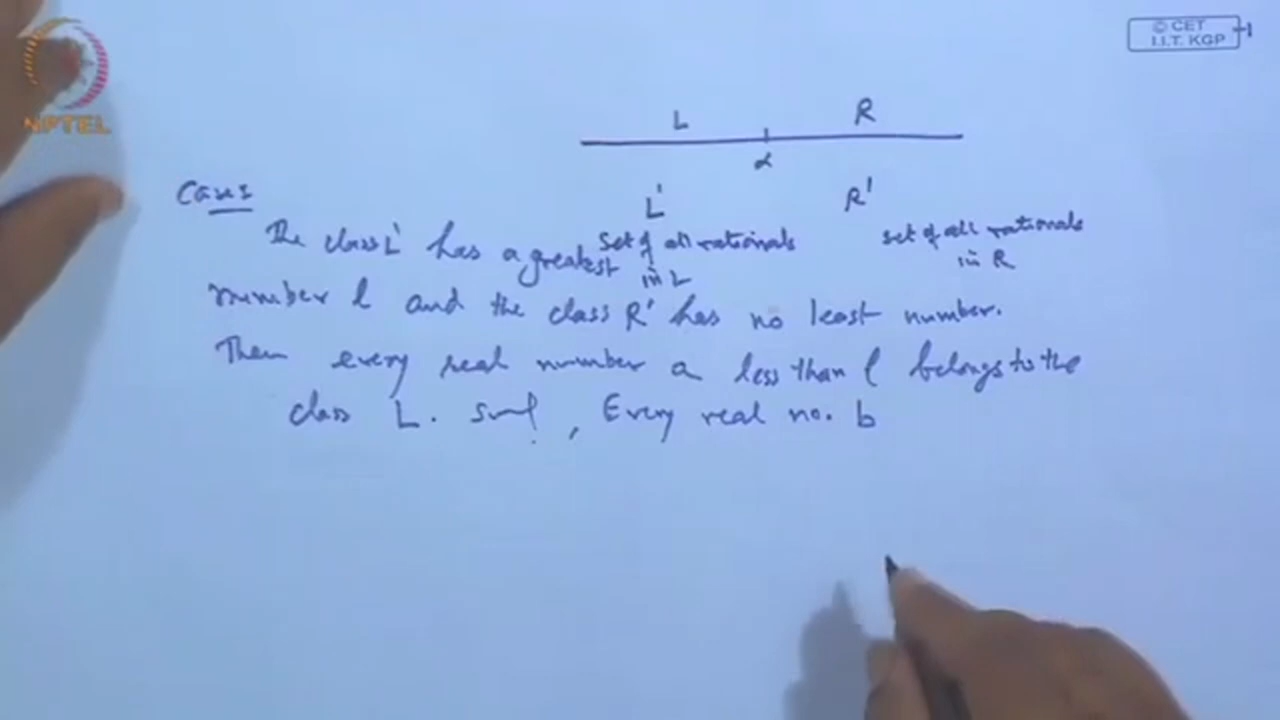 © CET
I.I.T. KGP
NPTEL
L R
α
L' R'
Cases
Set of all rationals
in L
set of all rationals
in R
The class L' has a greatest
number l and the class R' has no least number.
Then every real number a less than l belongs to the
class L. , Every real no. b